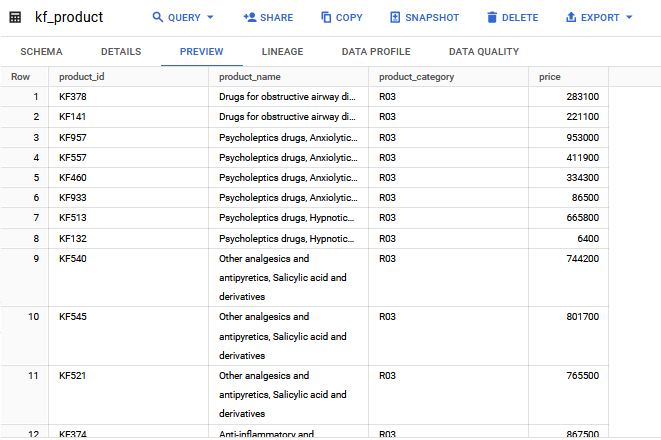 kf_product QUERY SHARE COPY SNAPSHOT DELETE EXPORT
SCHEMA DETAILS PREVIEW LINEAGE DATA PROFILE DATA QUALITY
Row product_id product_name product_category price
1 KF378 Drugs for obstructive airway di... R03 283100
2 KF141 Drugs for obstructive airway di... R03 221100
3 KF957 Psycholeptics drugs, Anxiolytic... R03 953000
4 KF557 Psycholeptics drugs, Anxiolytic... R03 411900
5 KF460 Psycholeptics drugs, Anxiolytic... R03 334300
6 KF933 Psycholeptics drugs, Anxiolytic... R03 86500
7 KF513 Psycholeptics drugs, Hypnotic... R03 665800
8 KF132 Psycholeptics drugs, Hypnotic... R03 6400
9 KF540 Other analgesics and R03 744200
antipyretics, Salicylic acid and
derivatives
10 KF545 Other analgesics and R03 801700
antipyretics, Salicylic acid and
derivatives
11 KF521 Other analgesics and R03 765500
antipyretics, Salicylic acid and
derivatives
12 KF374 Anti-inflammatory and R03 867500